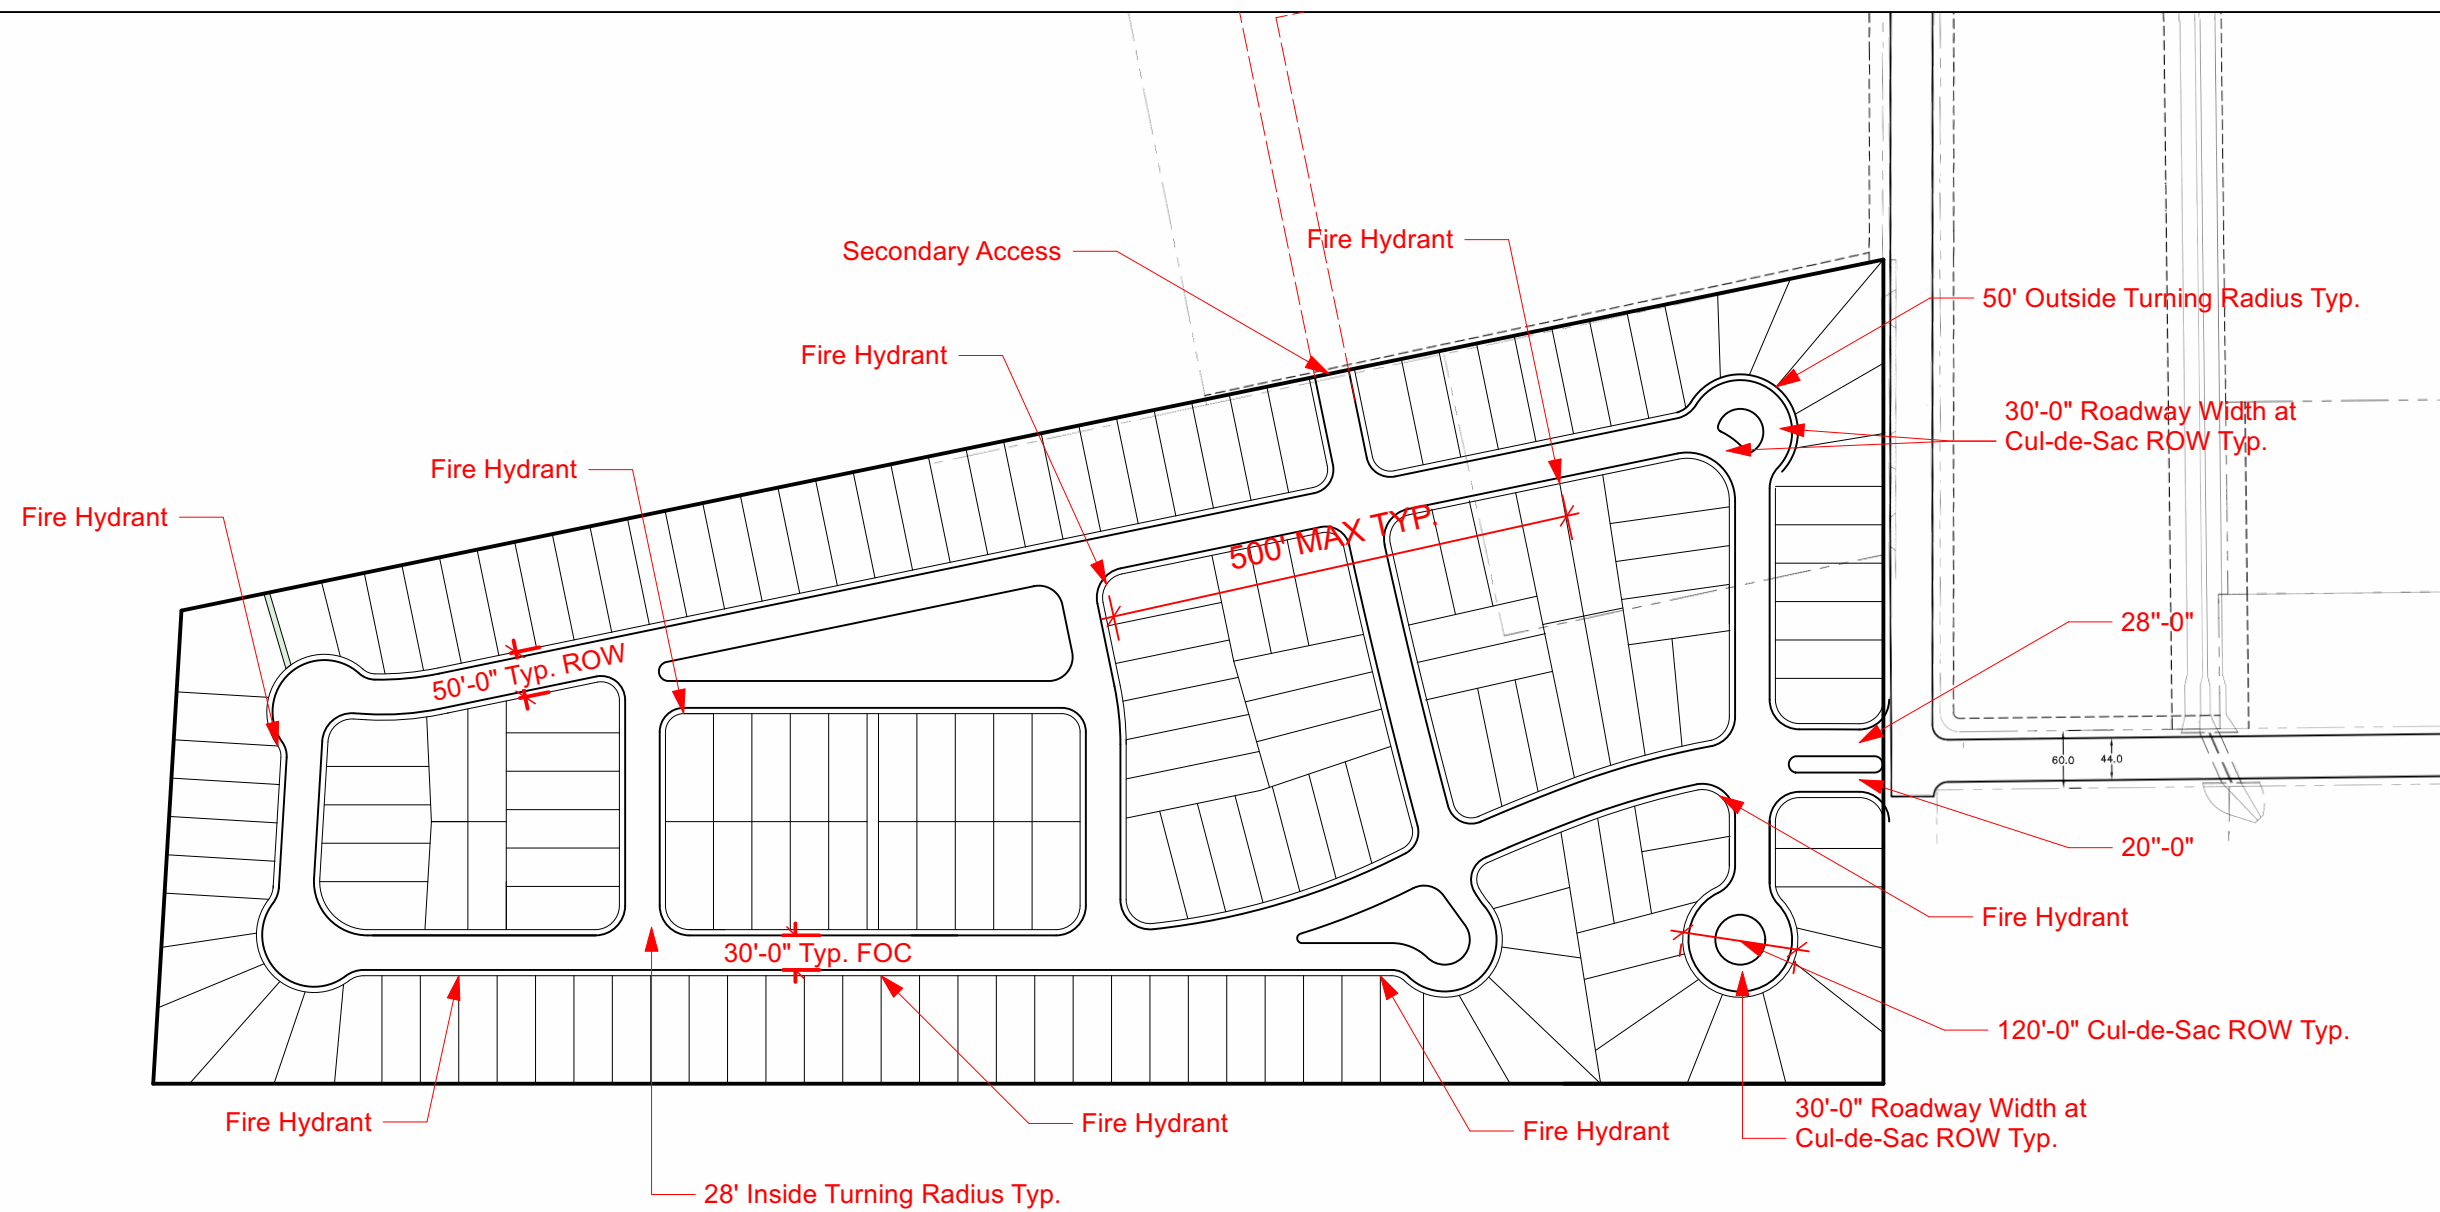 Fire Hydrant
Secondary Access
50' Outside Turning Radius Typ.
Fire Hydrant
30'-0" Roadway Width at
Cul-de-Sac ROW Typ.
Fire Hydrant
Fire Hydrant
500' MAX TYP.
28"-0"
50'-0" Typ. ROW
60.0
44.0
20"-0"
Fire Hydrant
30'-0" Typ. FOC
120'-0" Cul-de-Sac ROW Typ.
30'-0" Roadway Width at
Cul-de-Sac ROW Typ.
Fire Hydrant
Fire Hydrant
Fire Hydrant
28' Inside Turning Radius Typ.